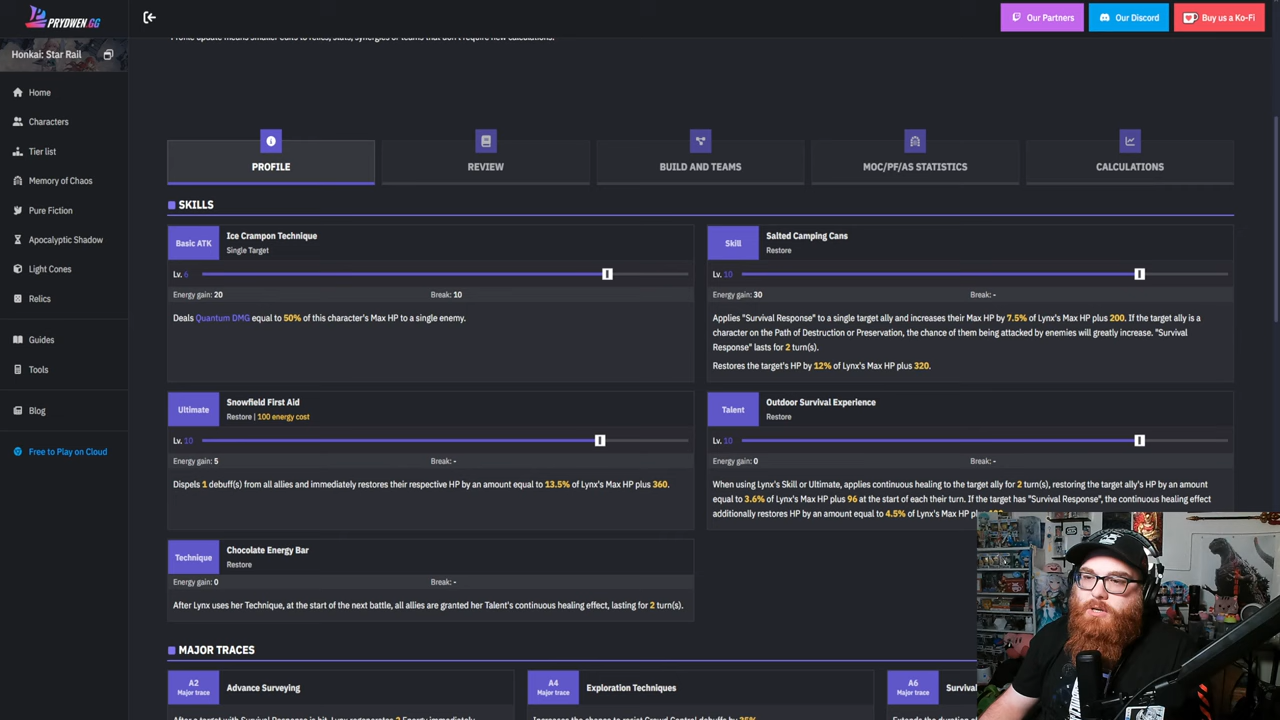 PRYDWEN.GG
Our Partners
Our Discord
Buy us a Ko-Fi
Honkai: Star Rail
Home
Characters
Tier list
Memory of Chaos
Pure Fiction
Apocalyptic Shadow
Light Cones
Relics
Guides
Tools
Blog
Free to Play on Cloud
PROFILE
REVIEW
BUILD AND TEAMS
MOC/PF/AS STATISTICS
CALCULATIONS
SKILLS
Basic ATK
Ice Crampon Technique
Single Target
Lv. 6
Energy gain: 20
Break: 10
Deals Quantum DMG equal to 50% of this character's Max HP to a single enemy.
Skill
Salted Camping Cans
Restore
Lv. 10
Energy gain: 30
Break: -
Applies "Survival Response" to a single target ally and increases their Max HP by 7.5% of Lynx's Max HP plus 200. If the target ally is a
character on the Path of Destruction or Preservation, the chance of them being attacked by enemies will greatly increase. "Survival
Response" lasts for 2 turn(s).
Restores the target's HP by 12% of Lynx's Max HP plus 320.
Ultimate
Snowfield First Aid
Restore | 100 energy cost
Lv. 10
Energy gain: 5
Break: -
Dispels 1 debuff(s) from all allies and immediately restores their respective HP by an amount equal to 13.5% of Lynx's Max HP plus 360.
Talent
Outdoor Survival Experience
Restore
Lv. 10
Energy gain: 0
Break: -
When using Lynx's Skill or Ultimate, applies continuous healing to the target ally for 2 turn(s), restoring the target ally's HP by an amount
equal to 3.6% of Lynx's Max HP plus 96 at the start of each their turn. If the target has "Survival Response", the continuous healing effect
additionally restores HP by an amount equal to 4.5% of Lynx's Max HP
Technique
Chocolate Energy Bar
Restore
Energy gain: 0
Break: -
After Lynx uses her Technique, at the start of the next battle, all allies are granted her Talent's continuous healing effect, lasting for 2 turn(s).
MAJOR TRACES
A2
Major trace
Advance Surveying
A4
Major trace
Exploration Techniques
A6
Major trace